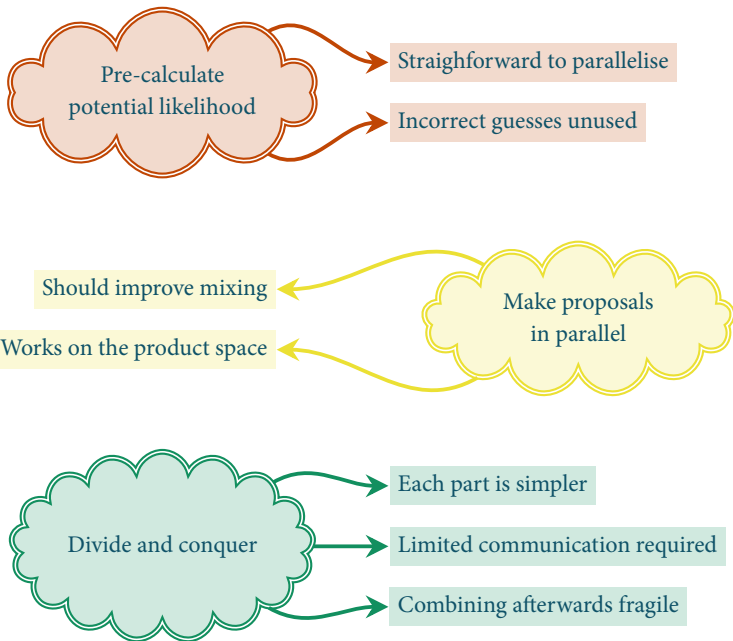 Pre-calculate
potential likelihood
Straighforward to parallelise
Incorrect guesses unused
Should improve mixing
Works on the product space
Make proposals
in parallel
Divide and conquer
Each part is simpler
Limited communication required
Combining afterwards fragile